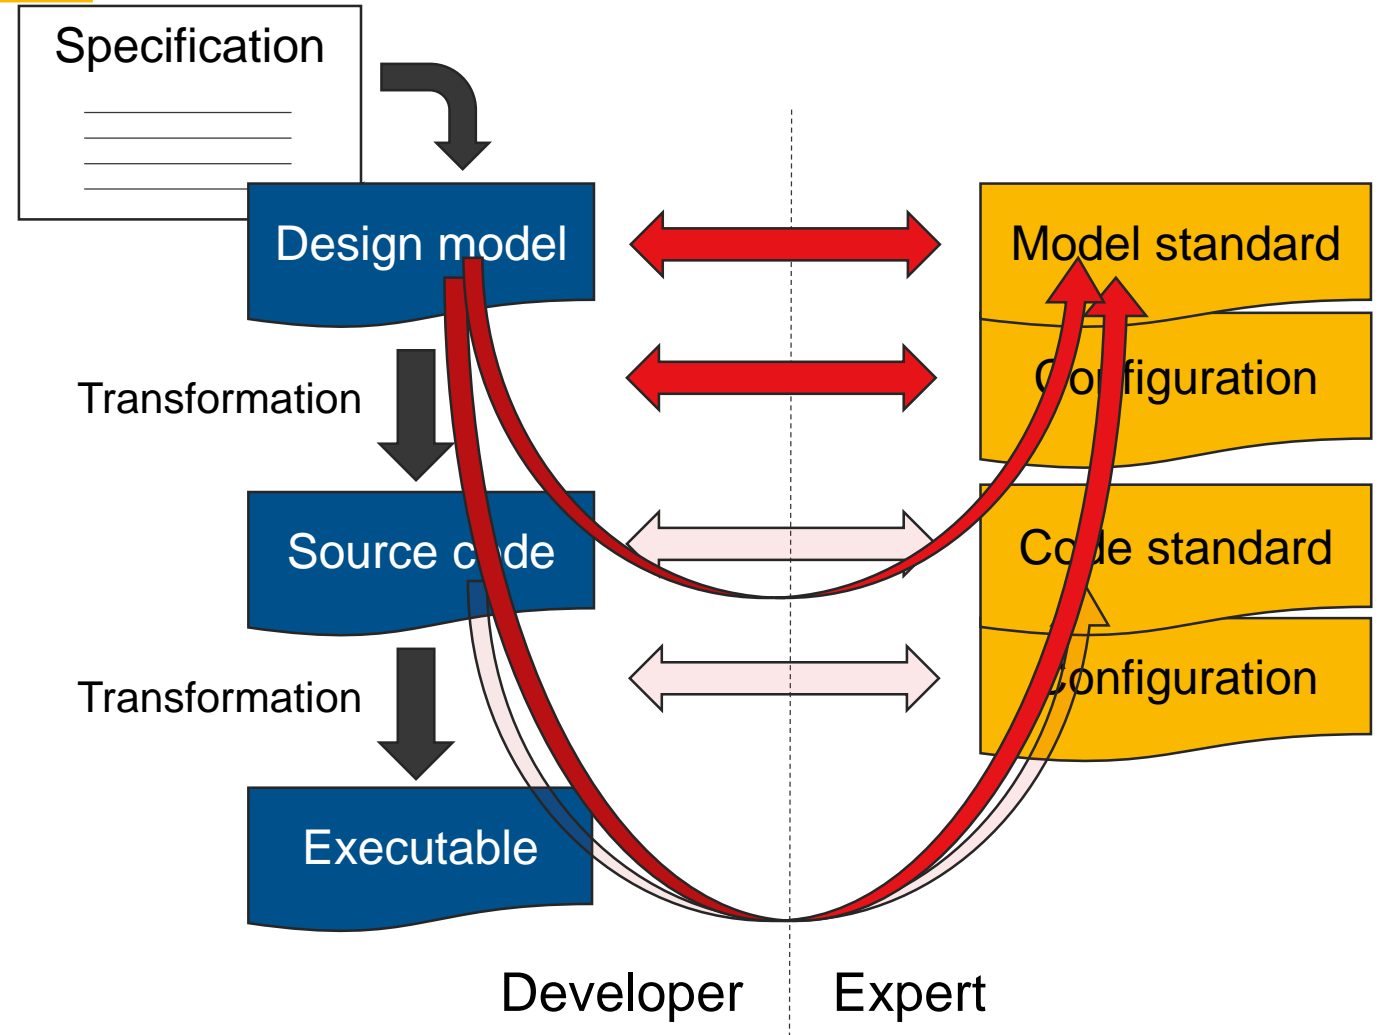 Specification
Design model
Model standard
Transformation
Configuration
Source code
Code standard
Transformation
Configuration
Executable
Developer
Expert